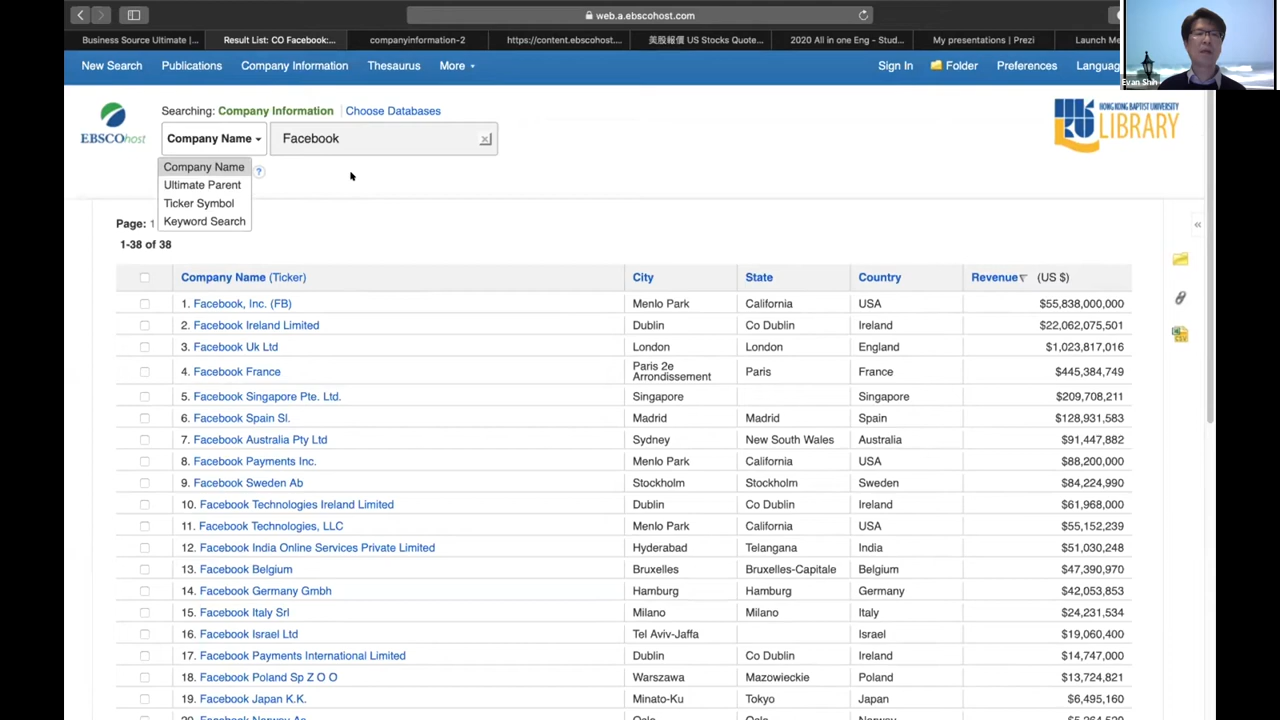 web.a.ebscohost.com
Business Source Ultimate |...
Result List: CO Facebook:...
companyinformation-2
https://content.ebscohost....
美股報價 US Stocks Quote...
2020 All in one Eng - Stud...
My presentations | Prezi
Launch Me
Evan Shih
New Search Publications Company Information Thesaurus More Sign In Folder Preferences Languag
Searching: Company Information Choose Databases
EBSCOhost
Company Name Facebook
HONG KONG BAPTIST UNIVERSITY
LIBRARY
Company Name
Ultimate Parent
Ticker Symbol
Keyword Search
?
Page: 1
1-38 of 38
«
Company Name (Ticker) City State Country Revenue (US $)
1. Facebook, Inc. (FB) Menlo Park California USA $55,838,000,000
2. Facebook Ireland Limited Dublin Co Dublin Ireland $22,062,075,501
3. Facebook Uk Ltd London London England $1,023,817,016
4. Facebook France Paris 2e Arrondissement Paris France $445,384,749
5. Facebook Singapore Pte. Ltd. Singapore Singapore $209,708,211
6. Facebook Spain Sl. Madrid Madrid Spain $128,931,583
7. Facebook Australia Pty Ltd Sydney New South Wales Australia $91,447,882
8. Facebook Payments Inc. Menlo Park California USA $88,200,000
9. Facebook Sweden Ab Stockholm Stockholm Sweden $84,224,990
10. Facebook Technologies Ireland Limited Dublin Co Dublin Ireland $61,968,000
11. Facebook Technologies, LLC Menlo Park California USA $55,152,239
12. Facebook India Online Services Private Limited Hyderabad Telangana India $51,030,248
13. Facebook Belgium Bruxelles Bruxelles-Capitale Belgium $47,390,970
14. Facebook Germany Gmbh Hamburg Hamburg Germany $42,053,853
15. Facebook Italy Srl Milano Milano Italy $24,231,534
16. Facebook Israel Ltd Tel Aviv-Jaffa Israel $19,060,400
17. Facebook Payments International Limited Dublin Co Dublin Ireland $14,747,000
18. Facebook Poland Sp Z O O Warszawa Mazowieckie Poland $13,724,821
19. Facebook Japan K.K. Minato-Ku Tokyo Japan $6,495,160
CSV